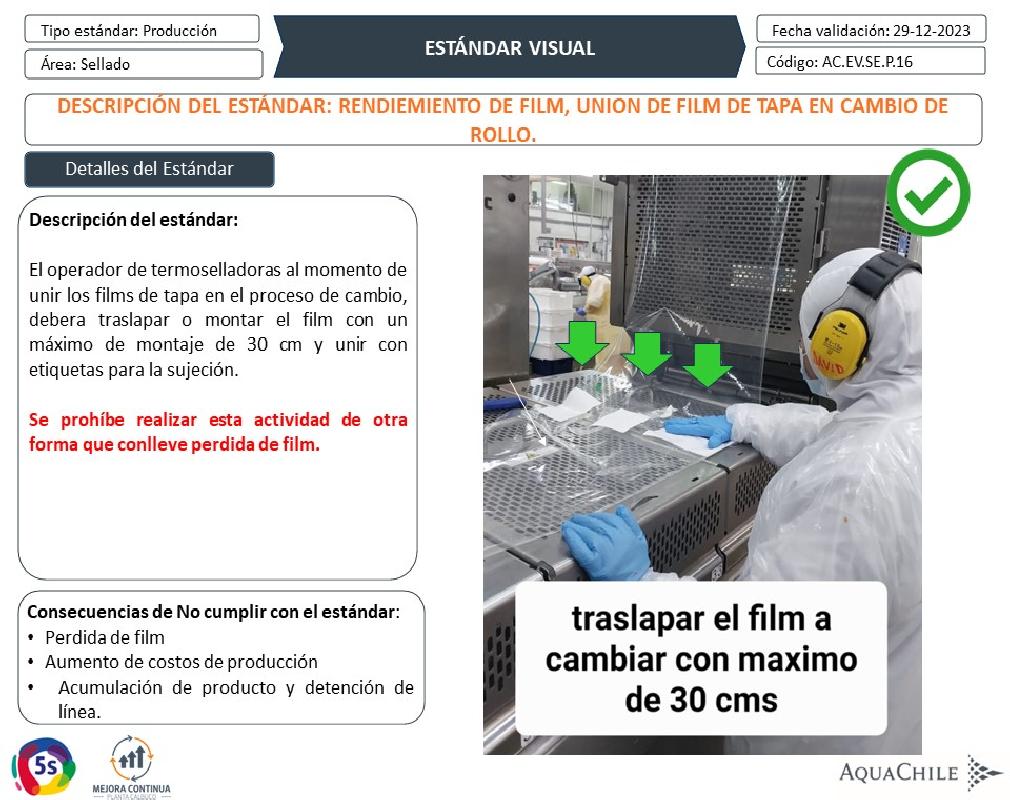 Tipo estándar: Producción
Área: Sellado
ESTÁNDAR VISUAL
Fecha validación: 29-12-2023
Código: AC.EV.SE.P.16
DESCRIPCIÓN DEL ESTÁNDAR: RENDIEMIENTO DE FILM, UNION DE FILM DE TAPA EN CAMBIO DE
ROLLO.
Detalles del Estándar
Descripción del estándar:
El operador de termoselladoras al momento de
unir los films de tapa en el proceso de cambio,
debera traslapar o montar el film con un
máximo de montaje de 30 cm y unir con
etiquetas para la sujeción.
Se prohíbe realizar esta actividad de otra
forma que conlleve perdida de film.
Consecuencias de No cumplir con el estándar:
• Perdida de film
• Aumento de costos de producción
• Acumulación de producto y detención de
línea.
DAVID
traslapar el film a
cambiar con maximo
de 30 cms
5s
MEJORA CONTINUA
PLANTA CALBUCO
AQUACHILE